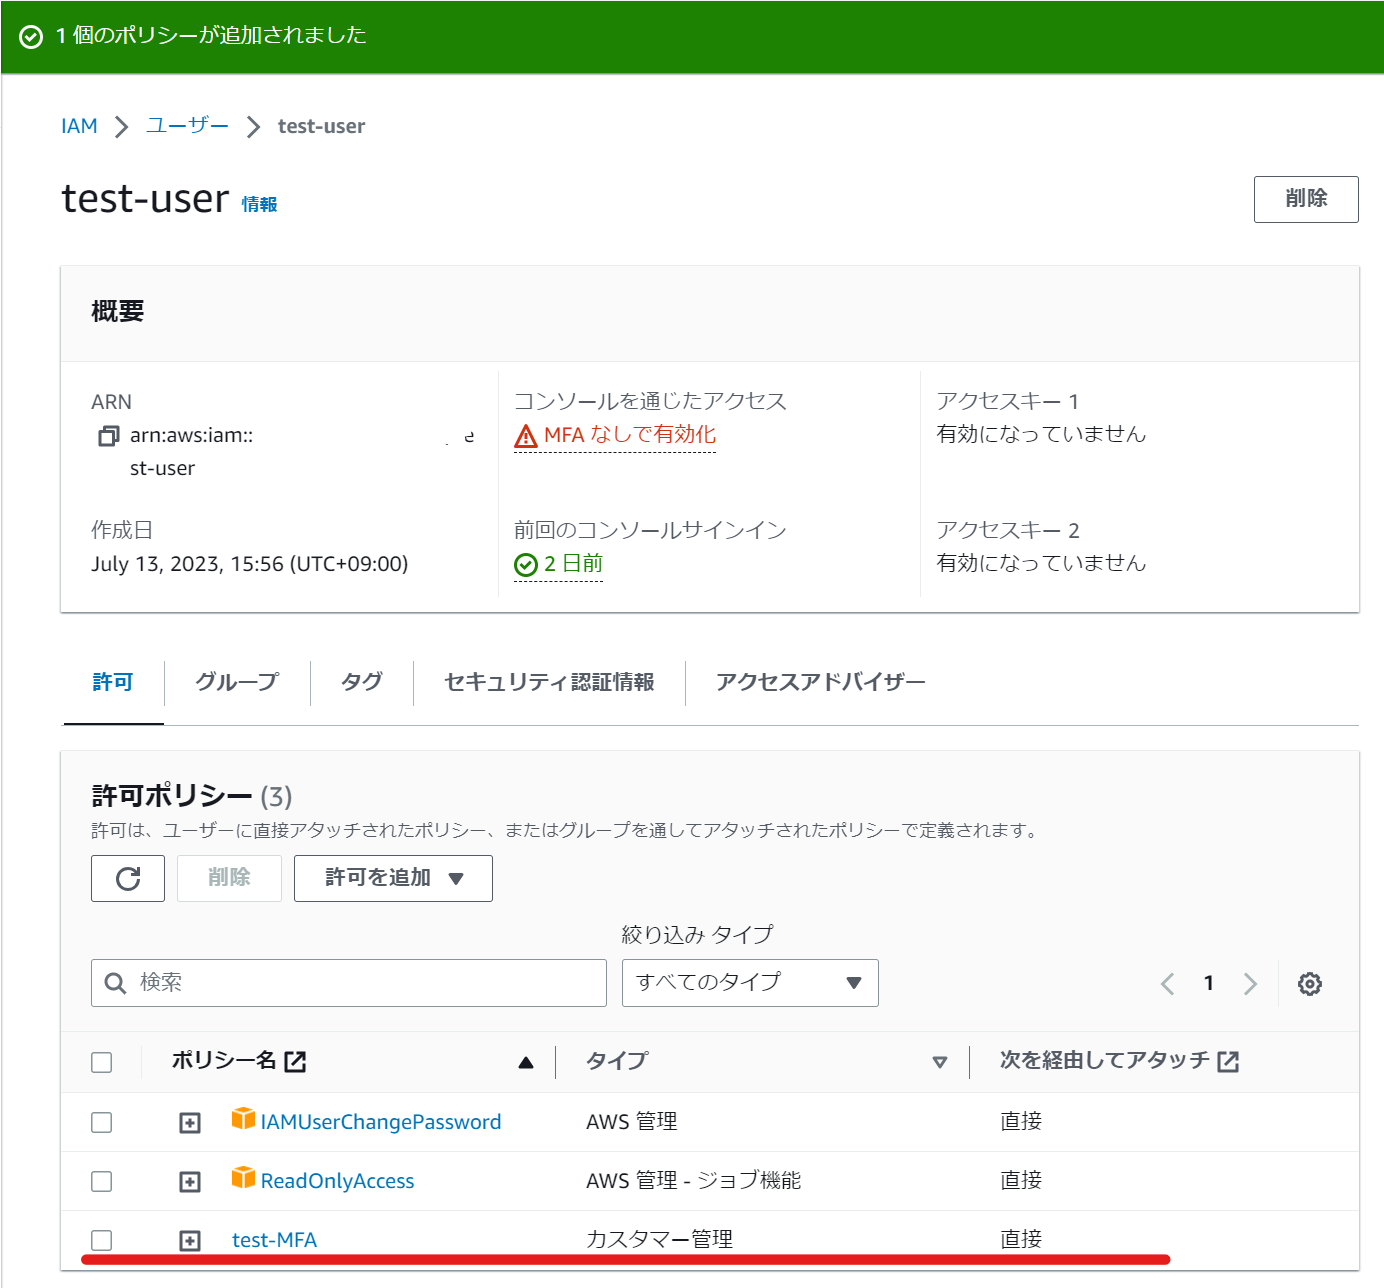 1 個のポリシーが追加されました
IAM ユーザー test-user
test-user 情報
削除
概要
ARN
arn:aws:iam:: e
st-user
作成日
July 13, 2023, 15:56 (UTC+09:00)
コンソールを通じたアクセス
MFA なしで有効化
前回のコンソールサインイン
2 日前
アクセスキー 1
有効になっていません
アクセスキー 2
有効になっていません
許可 グループ タグ セキュリティ認証情報 アクセスアドバイザー
許可ポリシー (3)
許可は、ユーザーに直接アタッチされたポリシー、またはグループを通してアタッチされたポリシーで定義されます。
削除 許可を追加
絞り込み タイプ
検索 すべてのタイプ 1
ポリシー名 タイプ 次を経由してアタッチ
IAMUserChangePassword AWS 管理 直接
ReadOnlyAccess AWS 管理 - ジョブ機能 直接
test-MFA カスタマー管理 直接